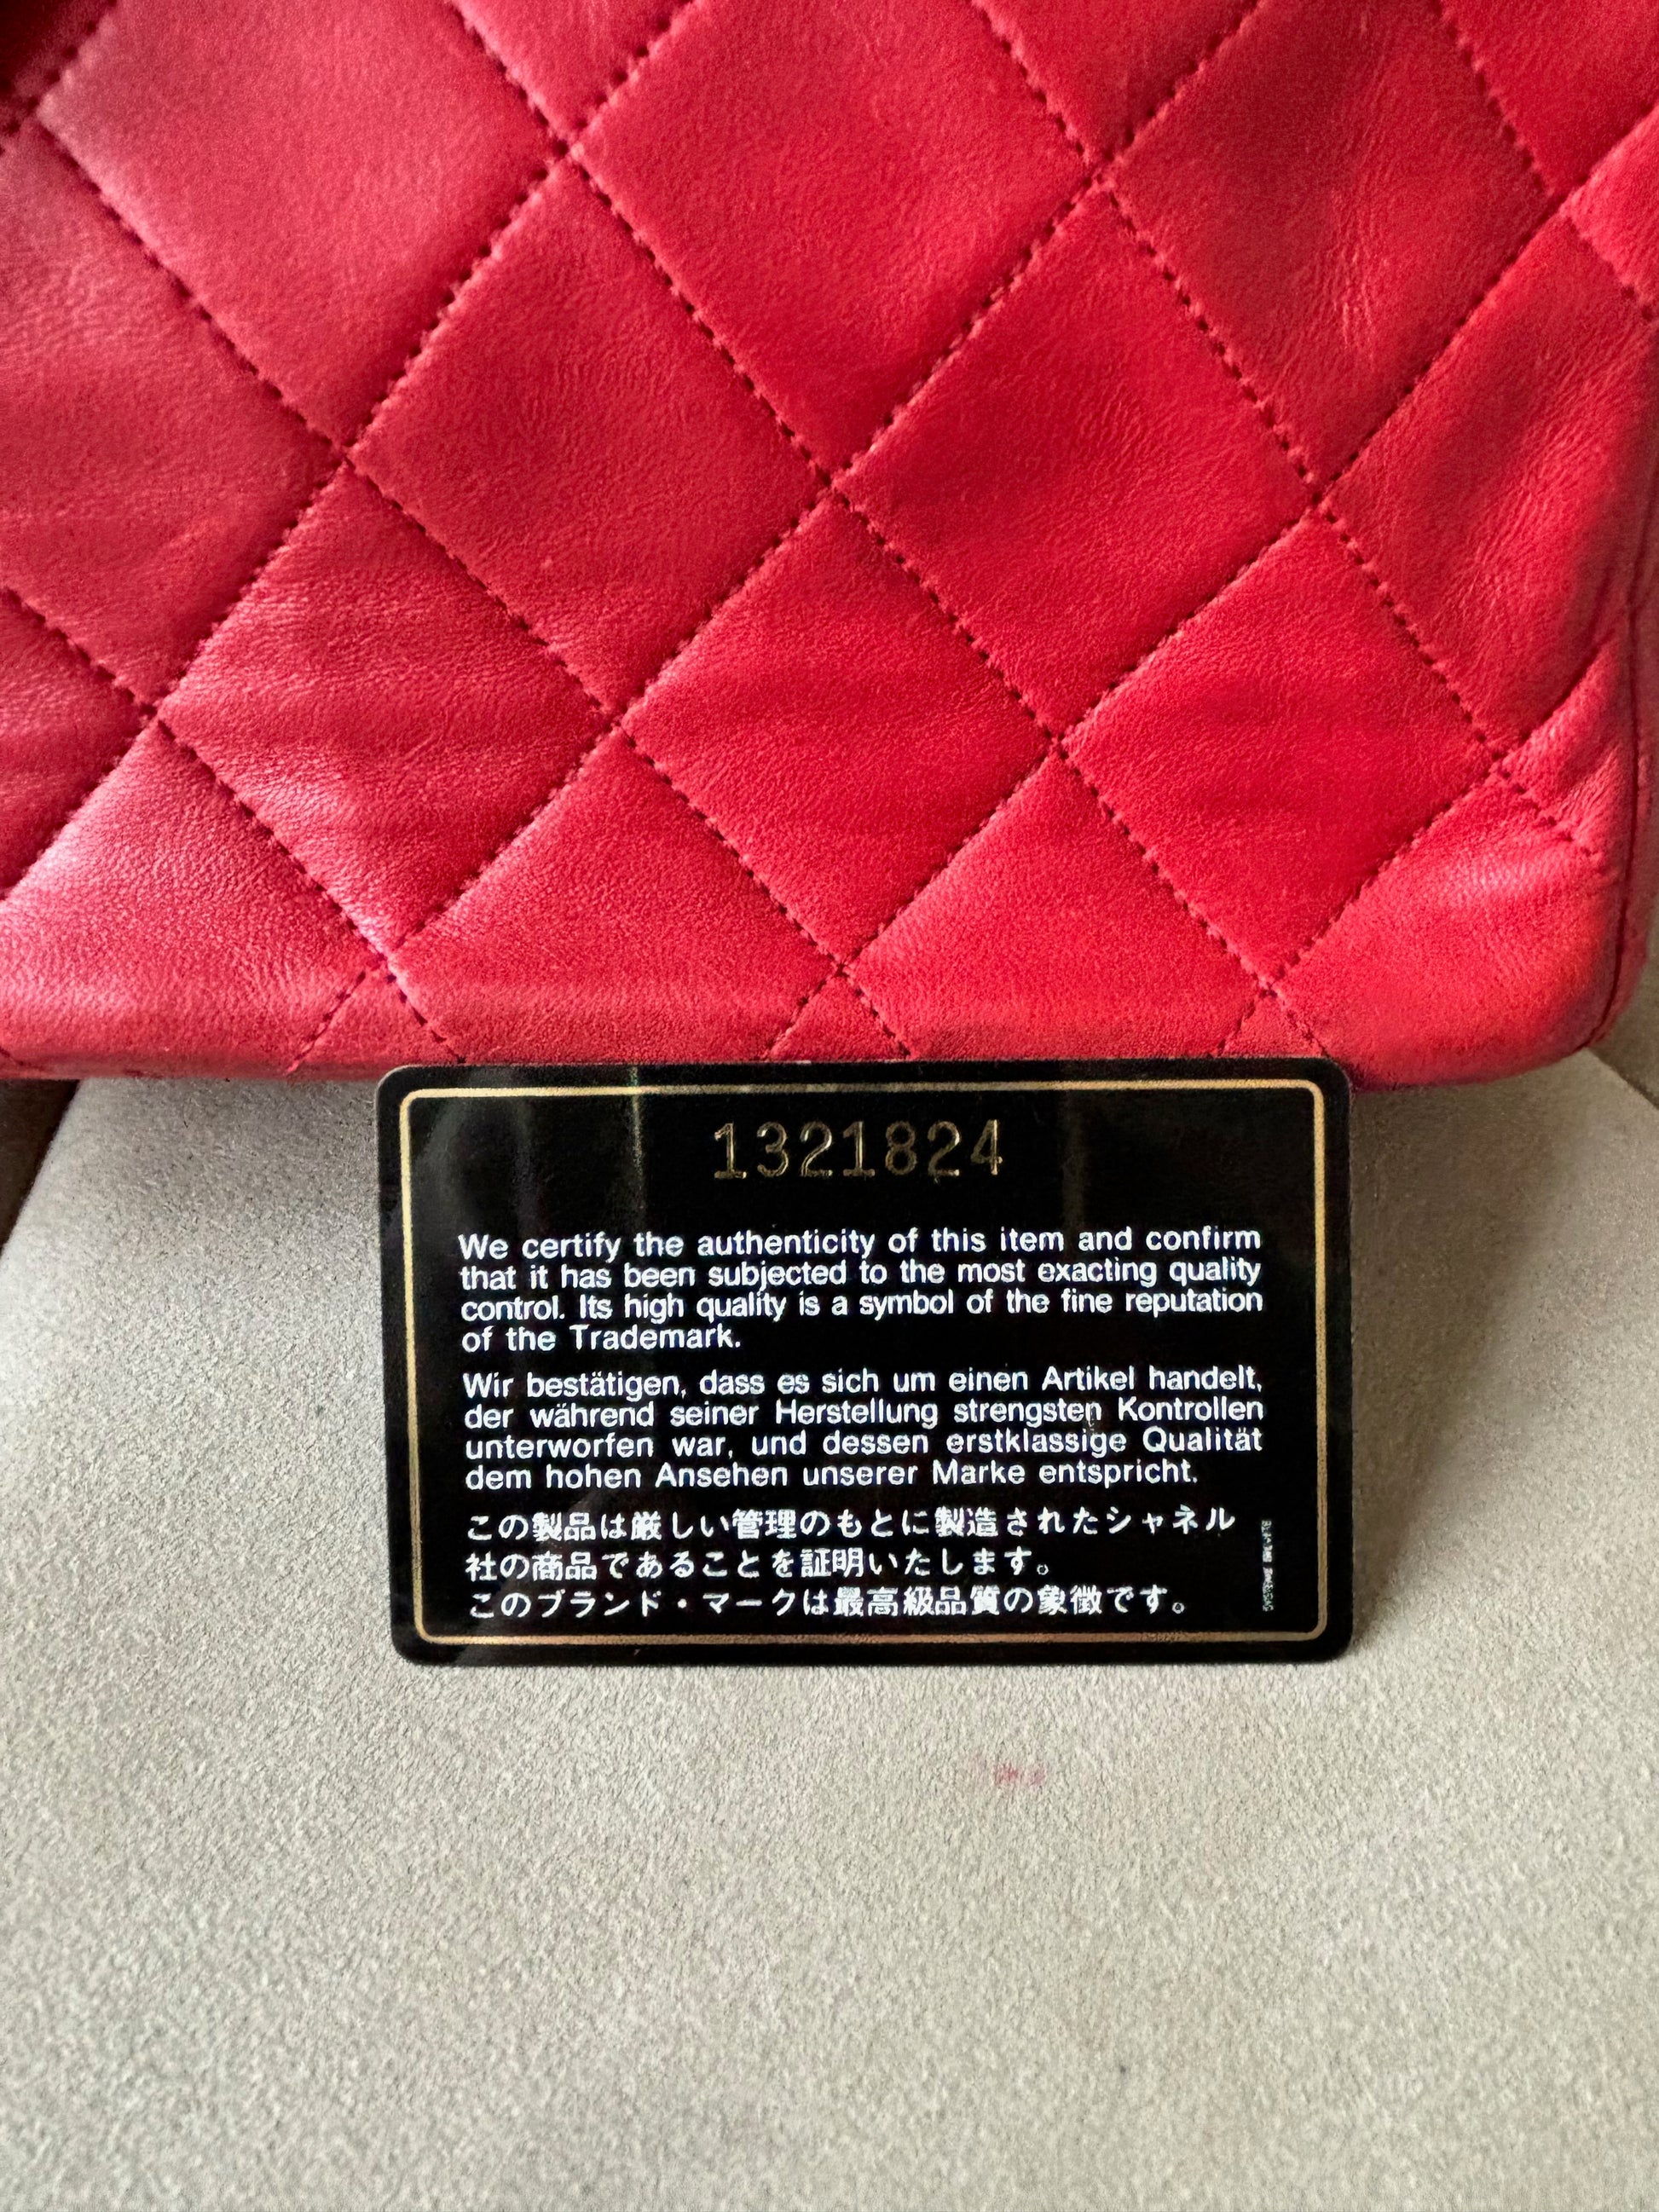 1321824
We certify the authenticity of this item and confirm
that it has been subjected to the most exacting quality
control. Its high quality is a symbol of the fine reputation
of the Trademark.
Wir bestätigen, dass es sich um einen Artikel handelt,
der während seiner Herstellung strengsten Kontrollen
unterworfen war, und dessen erstklassige Qualität
dem hohen Ansehen unserer Marke entspricht.
この製品は厳しい管理のもとに製造されたシャネル
社の商品であることを証明いたします。
このブランド・マークは最高級品質の象徴です。